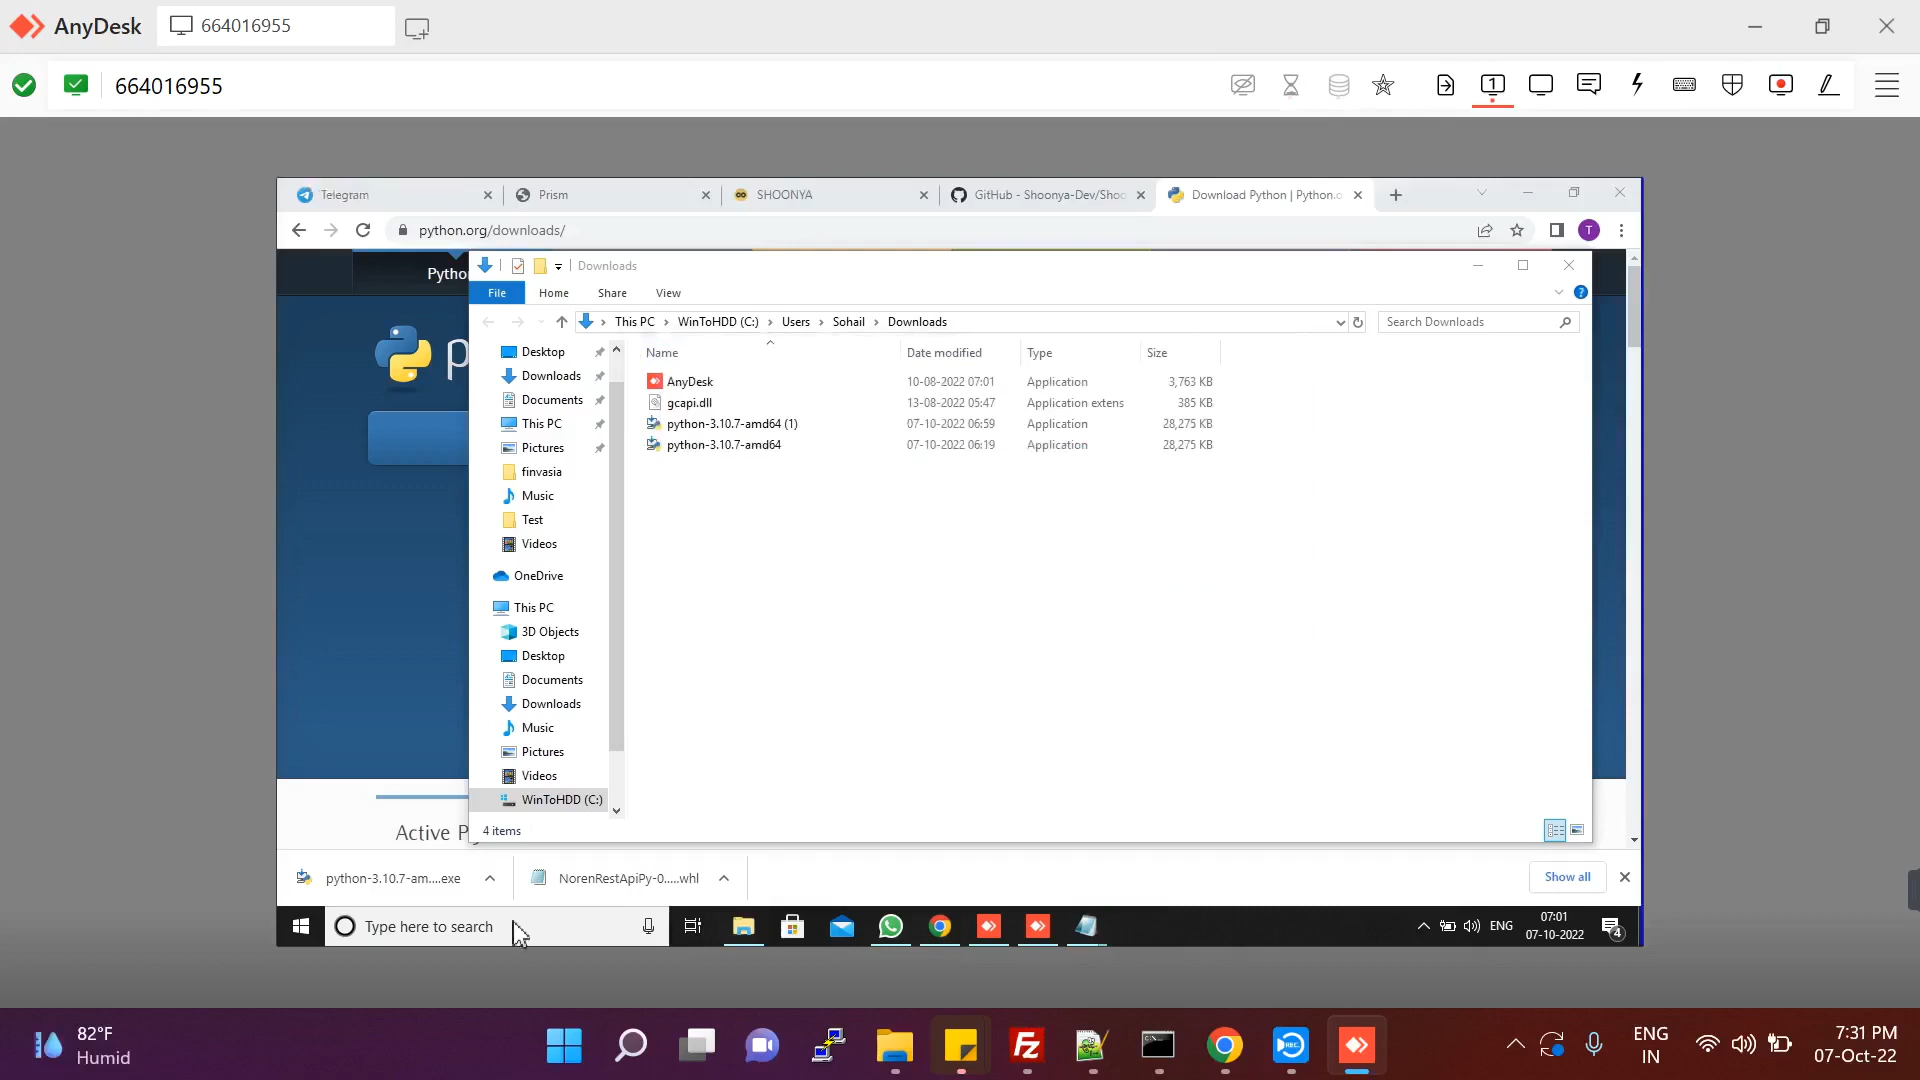 AnyDesk
664016955
664016955
1
Telegram
Prism
SHOONYA
GitHub - Shoonya-Dev/Shoo
Download Python | Python.o
python.org/downloads/
T
Pytho
p
Downloads
File
Home
Share
View
This PC
WinToHDD (C:)
Users
Sohail
Downloads
Search Downloads
Name
Date modified
Type
Size
AnyDesk
10-08-2022 07:01
Application
3,763 KB
gcapi.dll
13-08-2022 05:47
Application extens
385 KB
python-3.10.7-amd64 (1)
07-10-2022 06:59
Application
28,275 KB
python-3.10.7-amd64
07-10-2022 06:19
Application
28,275 KB
Desktop
Downloads
Documents
This PC
Pictures
finvasia
Music
Test
Videos
OneDrive
This PC
3D Objects
Desktop
Documents
Downloads
Music
Pictures
Videos
WinToHDD (C:)
4 items
Active P
python-3.10.7-am....exe
NorenRestApiPy-0.....whl
Show all
Type here to search
ENG
07:01
07-10-2022
4
82°F
Humid
REC
ENG
IN
7:31 PM
07-Oct-22